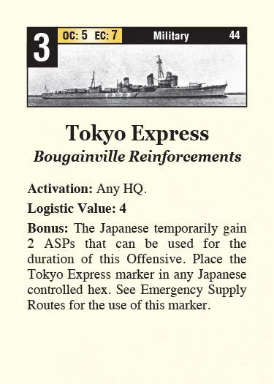 3 OC: 5 EC: 7 Military 44
Tokyo Express
Bougainville Reinforcements
Activation: Any HQ.
Logistic Value: 4
Bonus: The Japanese temporarily gain
2 ASPs that can be used for the
duration of this Offensive. Place the
Tokyo Express marker in any Japanese
controlled hex. See Emergency Supply
Routes for the use of this marker.